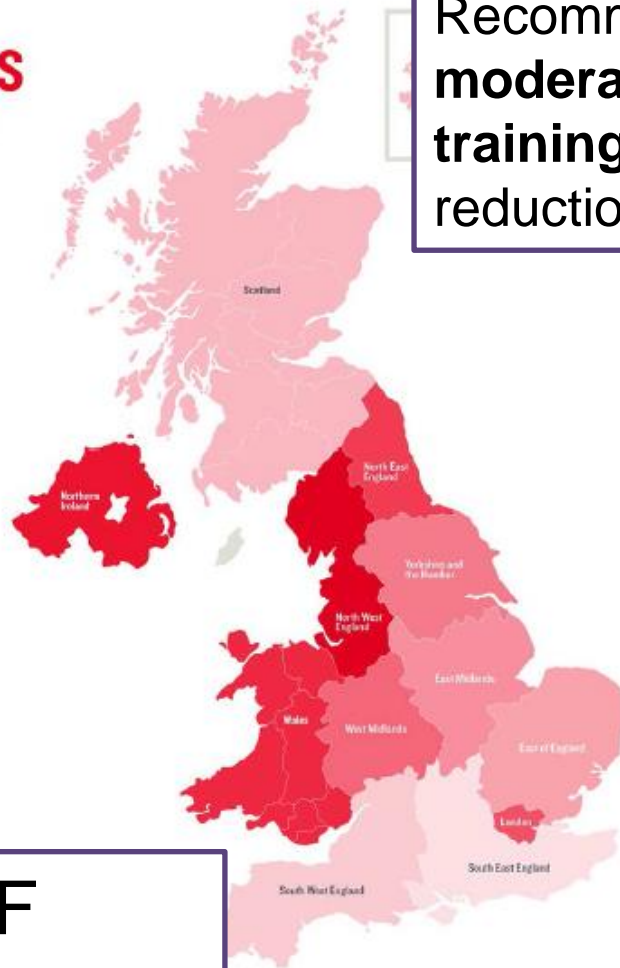 S
Recomm
modera
training
reductio
Scotland
Northern
Ireland
North East
England
Yorkshire and
the Humber
North West
England
East Midlands
Wales
West Midlands
East of England
London
South East England
South West England
F